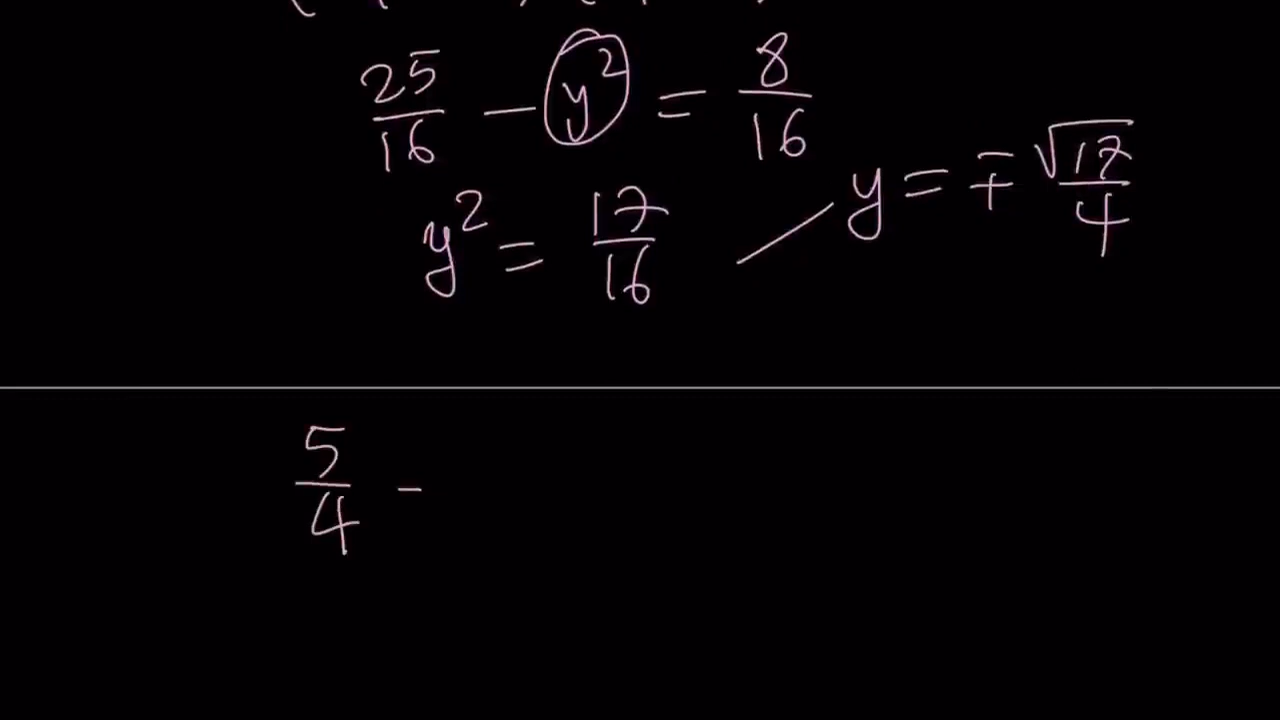 25/16 − y² = 8/16
y² = 17/16
y = ∓ √17/4
5/4 −